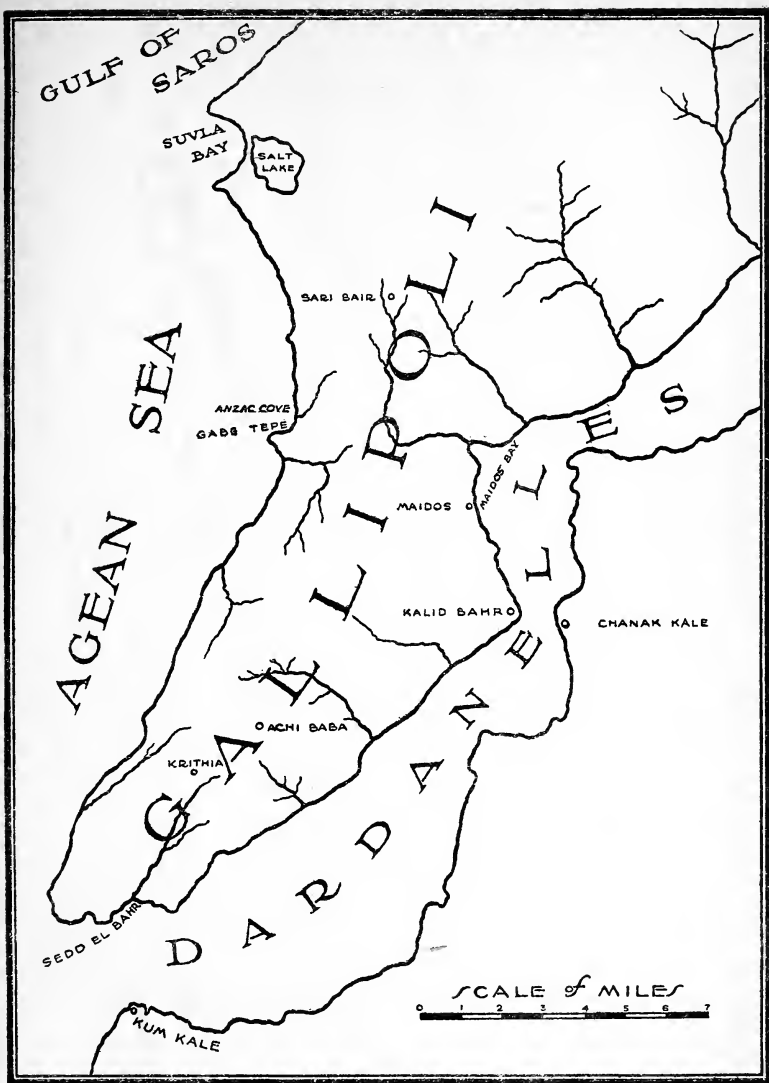 GULF OF
SAROS
SUVLA
BAY
SALT
LAKE
SARI BAIR
ANZAC COVE
GABG TEPE
AGEAN SEA
GALLIPOLI
MAIDOS
MAIDOS BAY
KALID BAHR
CHANAK KALE
ACHI BABA
KRITHIA
DARDANELLES
SEDD EL BAHR
KUM KALE
SCALE of MILES
0 1 2 3 4 5 6 7